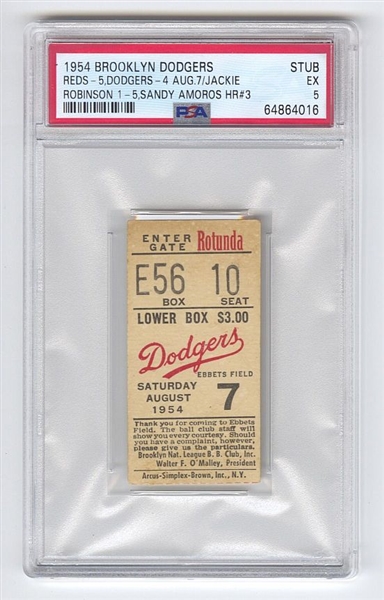 1954 BROOKLYN DODGERS STUB
REDS-5,DODGERS-4 AUG.7/JACKIE EX
ROBINSON 1-5,SANDY AMOROS HR#3 5
PSA 64864016
ENTER GATE Rotunda
E56 10
BOX SEAT
LOWER BOX $3.00
Dodgers
EBBETS FIELD
SATURDAY
AUGUST 7
1954
Thank you for coming to Ebbets
Field. The ball club staff will
show you every courtesy. Should
you have a complaint, however,
please give us the particulars.
Brooklyn Nat. League B. B. Club, Inc.
Walter F. O'Malley, President
Arcus-Simplex-Brown, Inc., N.Y.